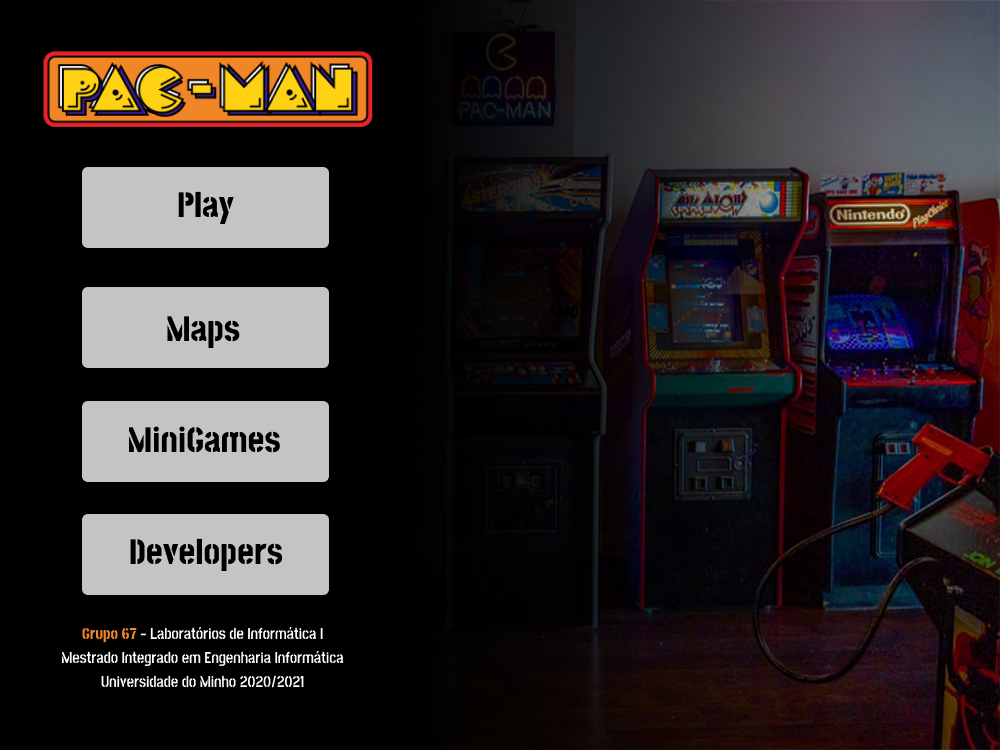 PAC-MAN
Play
Maps
MiniGames
Developers
Grupo 67 - Laboratórios de Informática I
Mestrado Integrado em Engenharia Informática
Universidade do Minho 2020/2021
PAC-MAN
ASTEROIDS
ARKANOID
Nintendo
PlayChoice